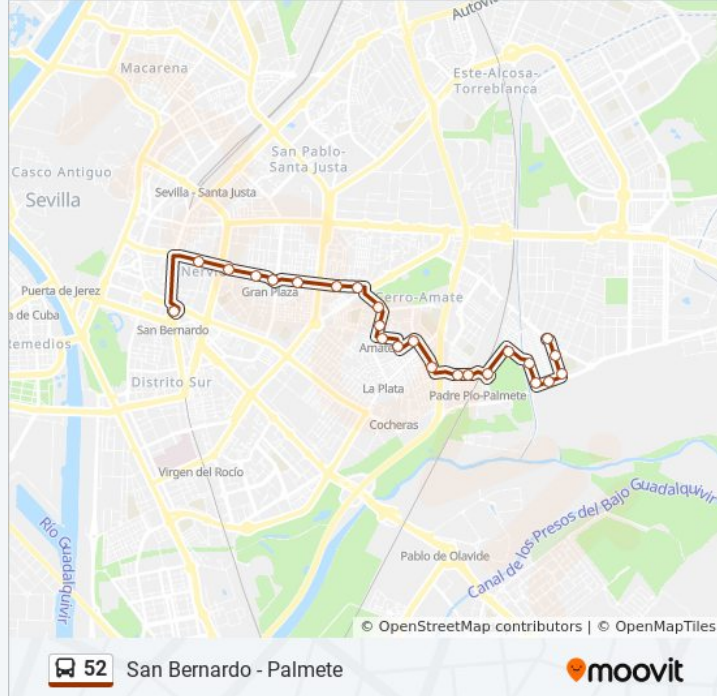 Autoví
Macarena
Este-Alcosa-
Torreblanca
San Pablo-
Santa Justa
Casco Antiguo
Sevilla - Santa Justa
Sevilla
Nervi
Puerta de Jerez
Gran Plaza
Cerro-Amate
a de Cuba
San Bernardo
emedios
Amate
Distrito Sur
La Plata
Padre Pío-Palmete
Cocheras
Virgen del Rocío
Río Guadalquivir
Canal de los Presos del Bajo Guadalquivir
Pablo de Olavide
© OpenStreetMap contributors | © OpenMapTiles
52 San Bernardo - Palmete
moovit